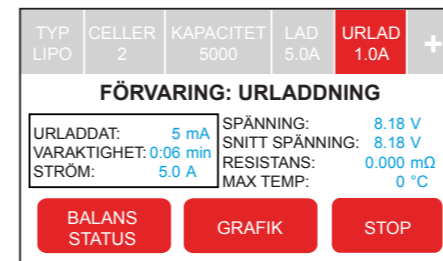 TYP CELLER KAPACITET LAD URLAD
LIPO 2 5000 5.0A 1.0A +
FÖRVARING: URLADDNING
URLADDAT: 5 mA
VARAKTIGHET: 0:06 min
STRÖM: 5.0 A
SPÄNNING: 8.18 V
SNITT SPÄNNING: 8.18 V
RESISTANS: 0.000 mΩ
MAX TEMP: 0 °C
BALANS
STATUS
GRAFIK
STOP